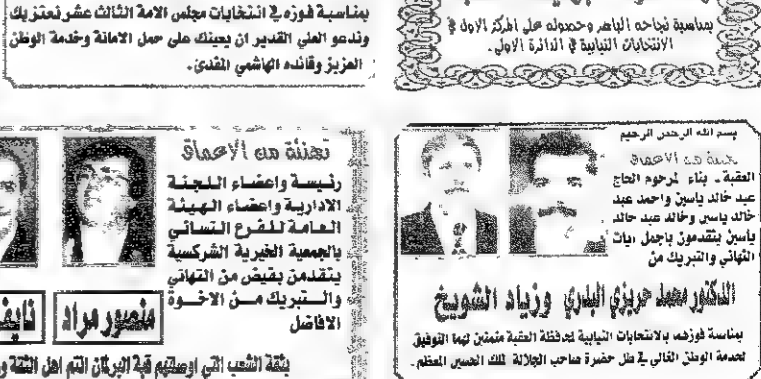 بمناسبة نجاحه الباهر وحصوله على المركز الاول في
الانتخابات النيابية في الدائرة الاولى.
بمناسبة فوزه في انتخابات مجلس الامة الثالث عشر نعتز بك
وندعو العلي القدير ان يعينك على حمل الامانة وخدمة الوطن
العزيز وقائده الهاشمي المفدى.
بسم الله الرحمن الرحيم
تهنئة من الاعماق
العقبة - بناء المرحوم الحاج
عبد خالد ياسين واحمد عبد
خالد ياسين وخالد عبد خالد
ياسين يتقدمون باجمل ايات
التهاني والتبريك من
الدكتور محمد حريزي البدري وزياد الشويخ
بمناسبة فوزهما بالانتخابات النيابية لمحافظة العقبة متمنين لهما التوفيق
لخدمة الوطن الغالي في ظل حضرة صاحب الجلالة الملك الحسين المعظم.
تهنئة من الاعماق
رئيسة واعضاء اللجنة
الادارية واعضاء الهيئة
العامة للفرع النسائي
بالجمعية الخيرية الشركسية
يتقدمن بفيض من التهاني
والتبريك من الاخوة
الافاضل
منصور مراد
بثقة الشعب التي اوصلتهم قبة البرلمان انتم اهل الثقة